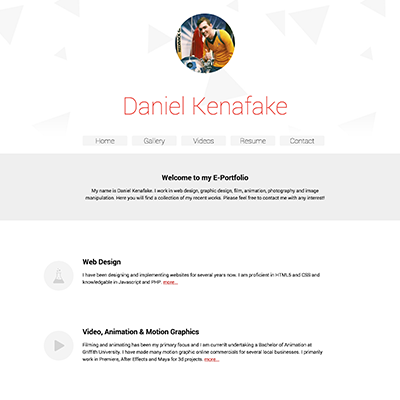 Daniel Kenafake
Home Gallery Videos Resume Contact
Welcome to my E-Portfolio
My name is Daniel Kenafake. I work in web design, graphic design, film, animation, photography and image
manipulation. Here you will find a collection of my recent works. Please feel free to contact me with any interest!
Web Design
I have been designing and implementing websites for several years now. I am proficient in HTML5 and CSS and
knowledgable in Javascript and PHP. more...
Video, Animation & Motion Graphics
Filming and animating has been my primary focus and I am currently undertaking a Bachelor of Animation at
Griffith University. I have made many motion graphic online commercials for several local businesses. I primarily
work in Premiere, After Effects and Maya for 3d projects. more...